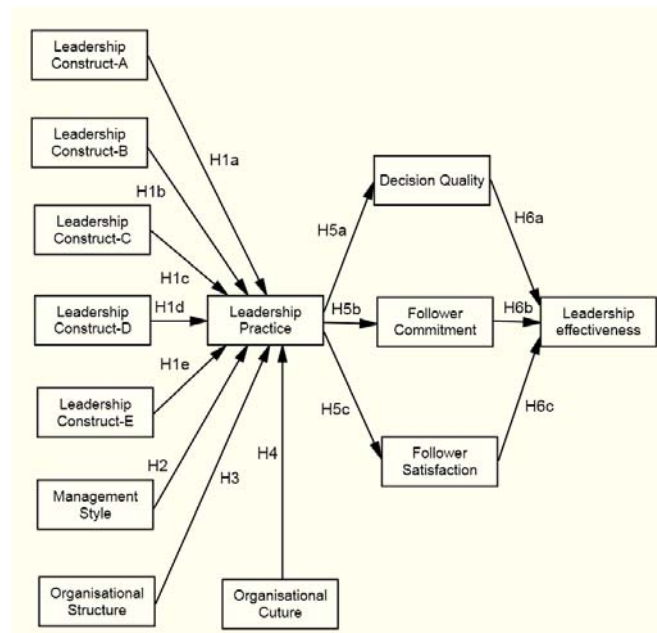 Leadership
Construct-A
H1a
Leadership
Construct-B
H1b
Decision Quality
Leadership
Construct-C
H5a
H6a
H1c
Leadership
Construct-D
H1d
Leadership
Practice
H5b
Follower
Commitment
H6b
Leadership
effectiveness
H1e
Leadership
Construct-E
H5c
H6c
H2
H3
H4
Follower
Satisfaction
Management
Style
Organisational
Structure
Organisational
Cuture